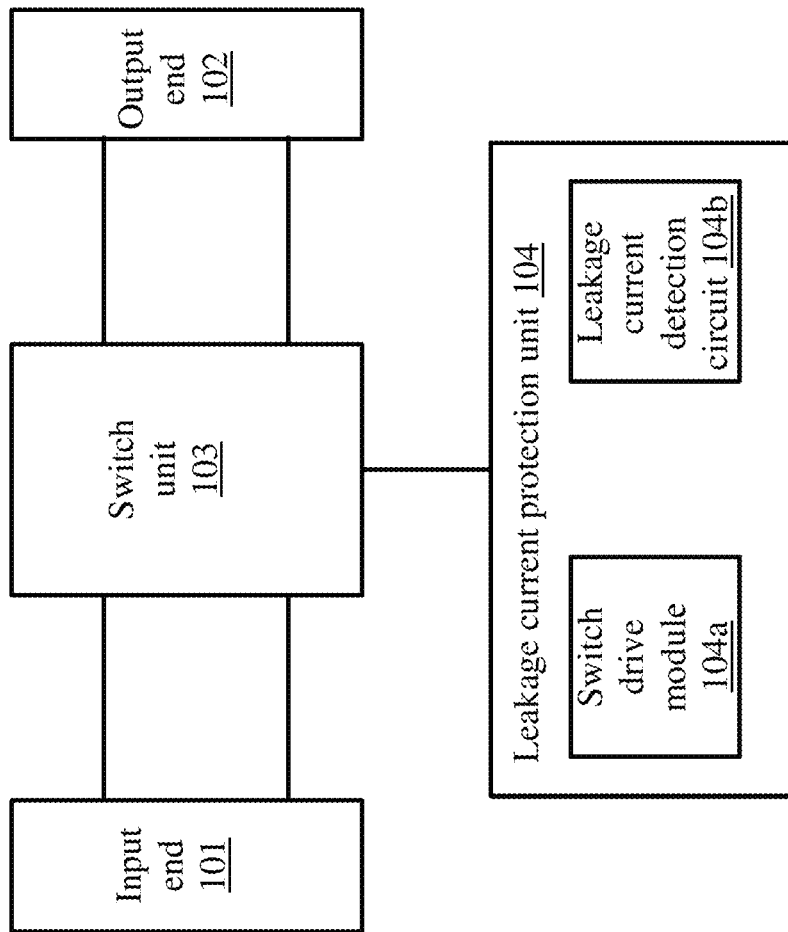 Input
end
101
Switch
unit
103
Output
end
102
Leakage current protection unit 104
Switch
drive
module
104a
Leakage
current
detection
circuit 104b